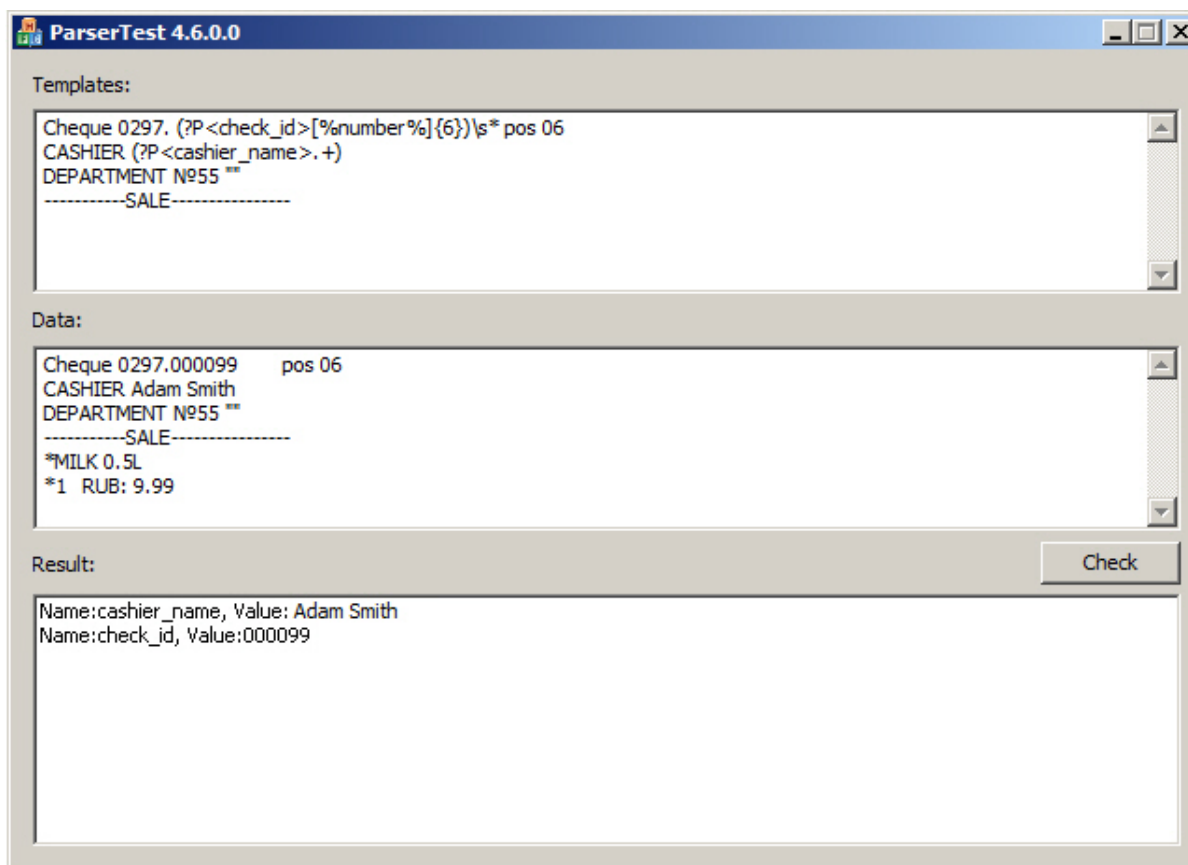 ParserTest 4.6.0.0
Templates:
Cheque 0297. (?P<check_id>[%number%]{6})\s* pos 06
CASHIER (?P<cashier_name>.+)
DEPARTMENT №55 ""
-----------SALE----------------
Data:
Cheque 0297.000099 pos 06
CASHIER Adam Smith
DEPARTMENT №55 ""
-----------SALE----------------
*MILK 0.5L
*1 RUB: 9.99
Result:
Check
Name:cashier_name, Value: Adam Smith
Name:check_id, Value:000099